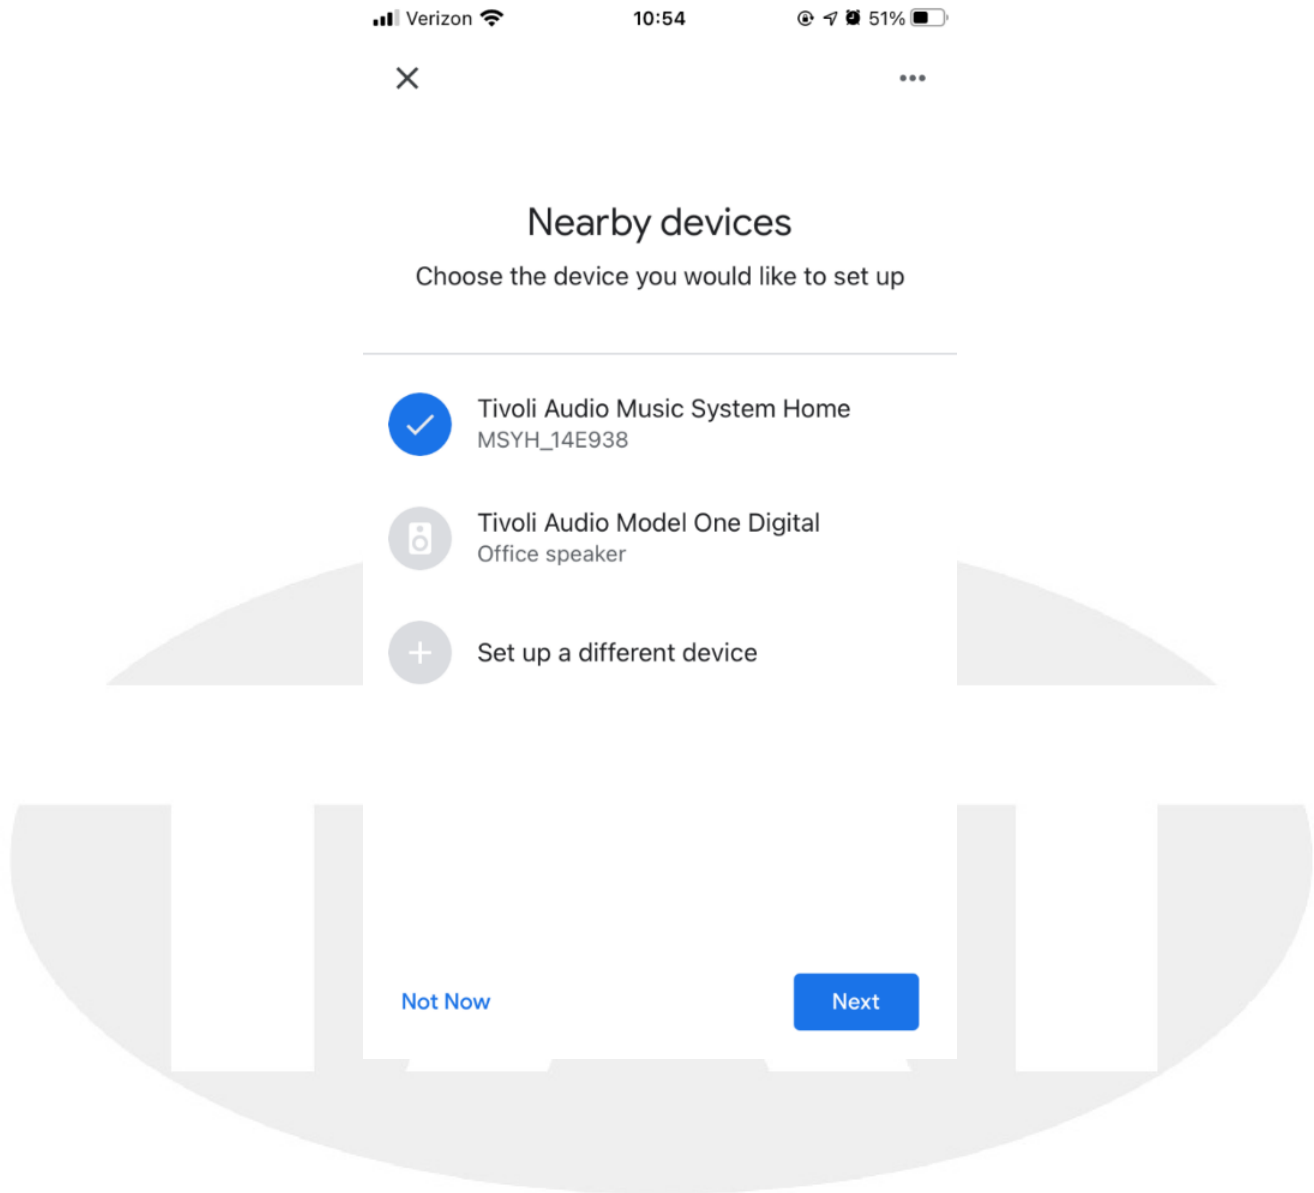 Verizon 10:54 51%
Nearby devices
Choose the device you would like to set up
Tivoli Audio Music System Home
MSYH_14E938
Tivoli Audio Model One Digital
Office speaker
Set up a different device
Not Now Next